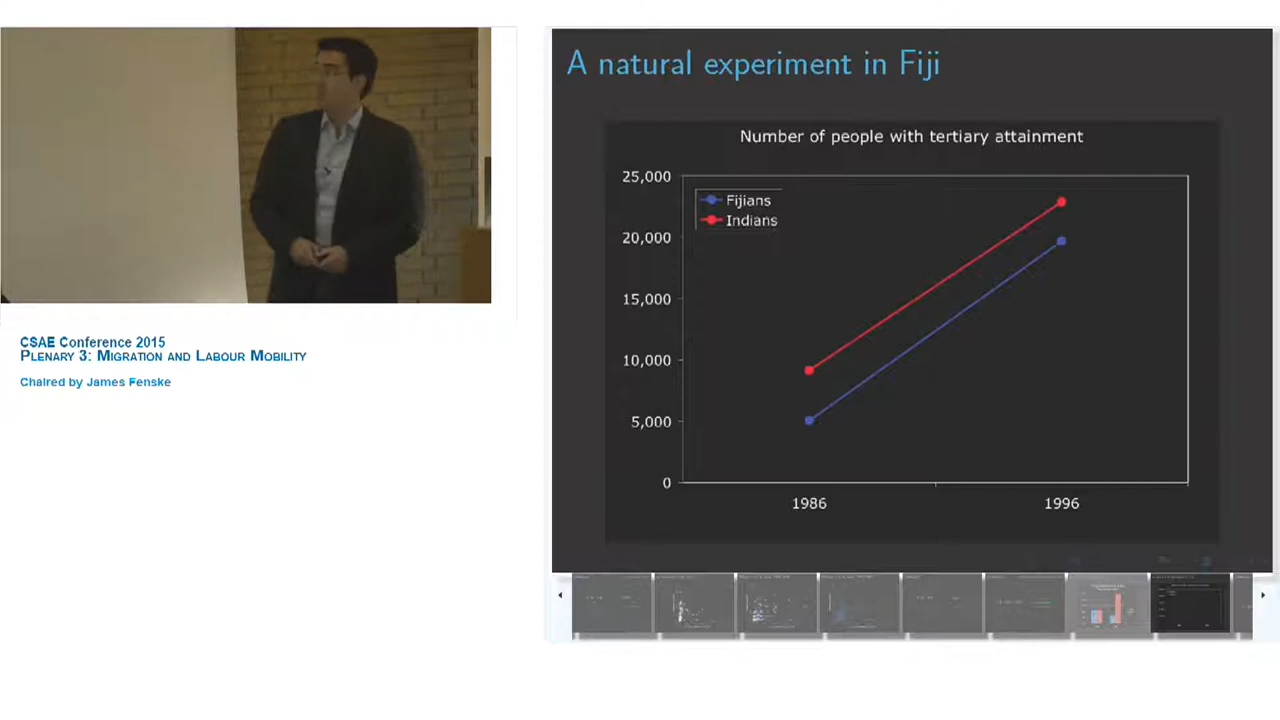 A natural experiment in Fiji
Number of people with tertiary attainment
25,000
20,000
15,000
10,000
5,000
0
Fijians
Indians
1986
1996
CSAE Conference 2015
Plenary 3: Migration and Labour Mobility
Chaired by James Fenske